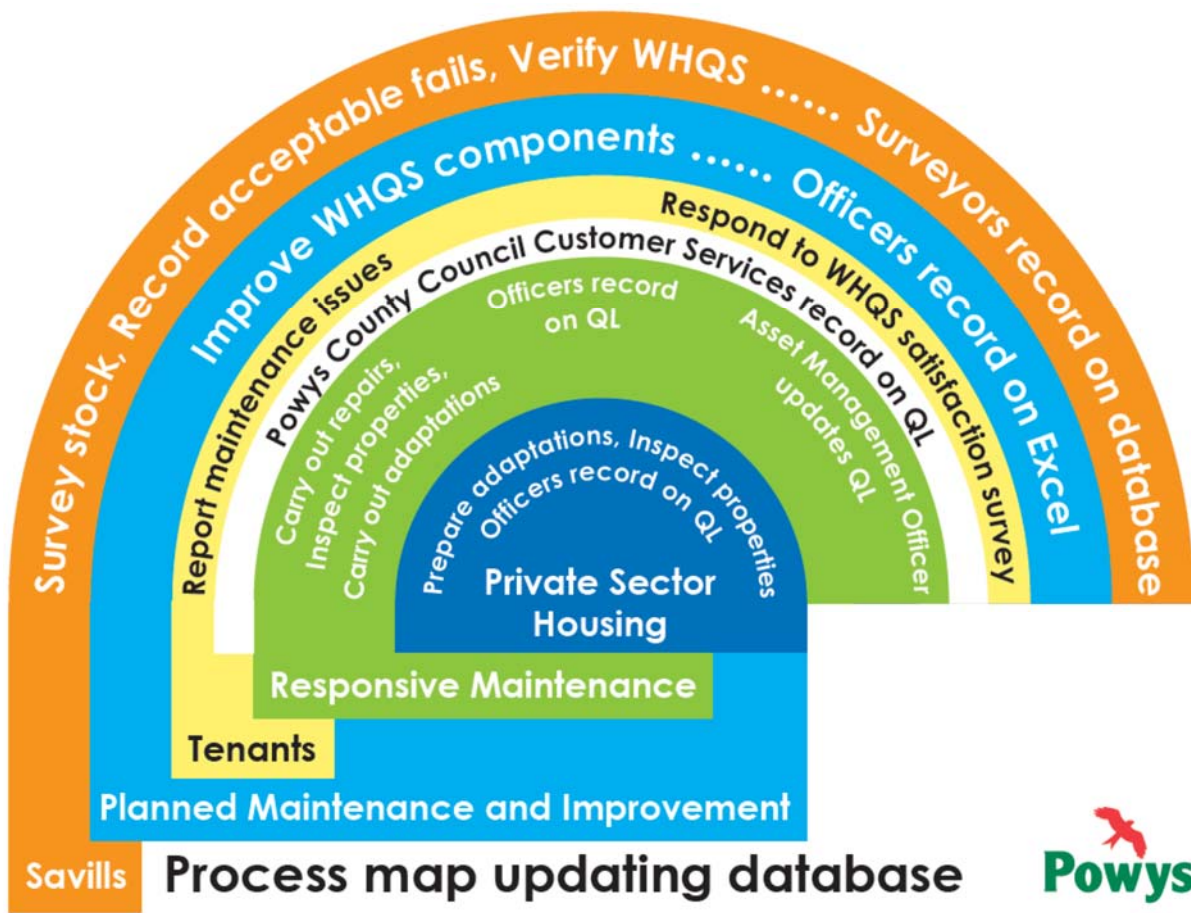 Survey stock, Record acceptable fails, Verify WHQS ...... Surveyors record on database
Improve WHQS components ...... Officers record on Excel
Report maintenance issues
Respond to WHQS satisfaction survey
Powys County Council Customer Services record on QL
Carry out repairs,
Inspect properties,
Carry out adaptations
Officers record
on QL
Asset Management Officer
updates QL
Prepare adaptations, Inspect properties
Officers record on QL
Private Sector
Housing
Responsive Maintenance
Tenants
Planned Maintenance and Improvement
Savills
Process map updating database
Powys